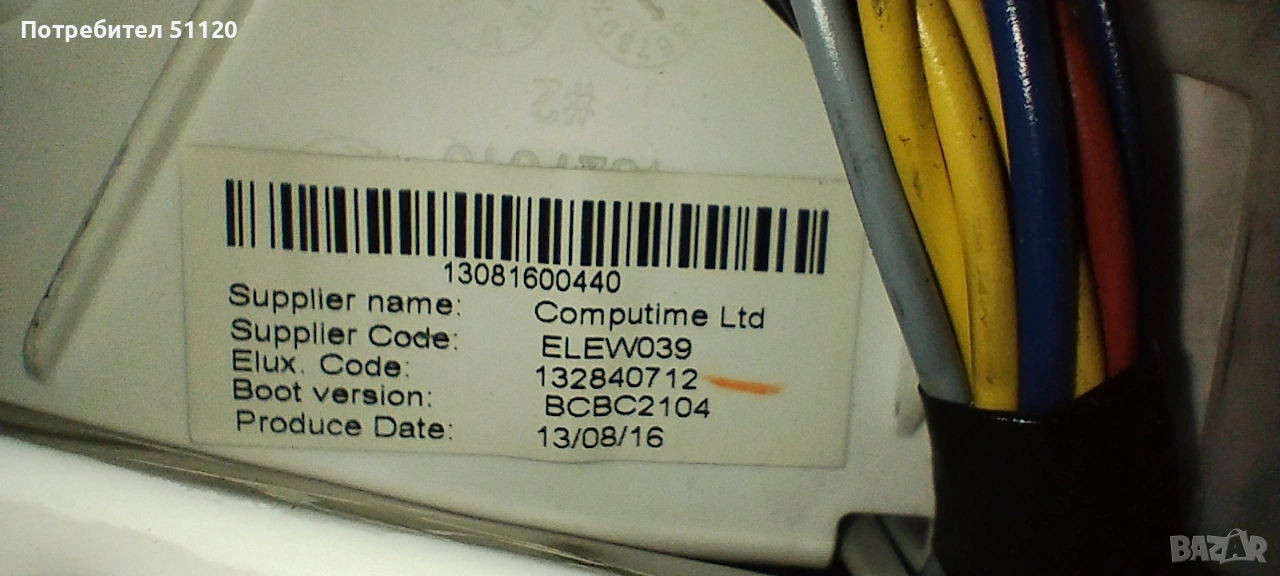 Потребител 51120
#2
13081600440
Supplier name: Computime Ltd
Supplier Code: ELEW039
Elux. Code: 132840712
Boot version: BCBC2104
Produce Date: 13/08/16
BAZAR